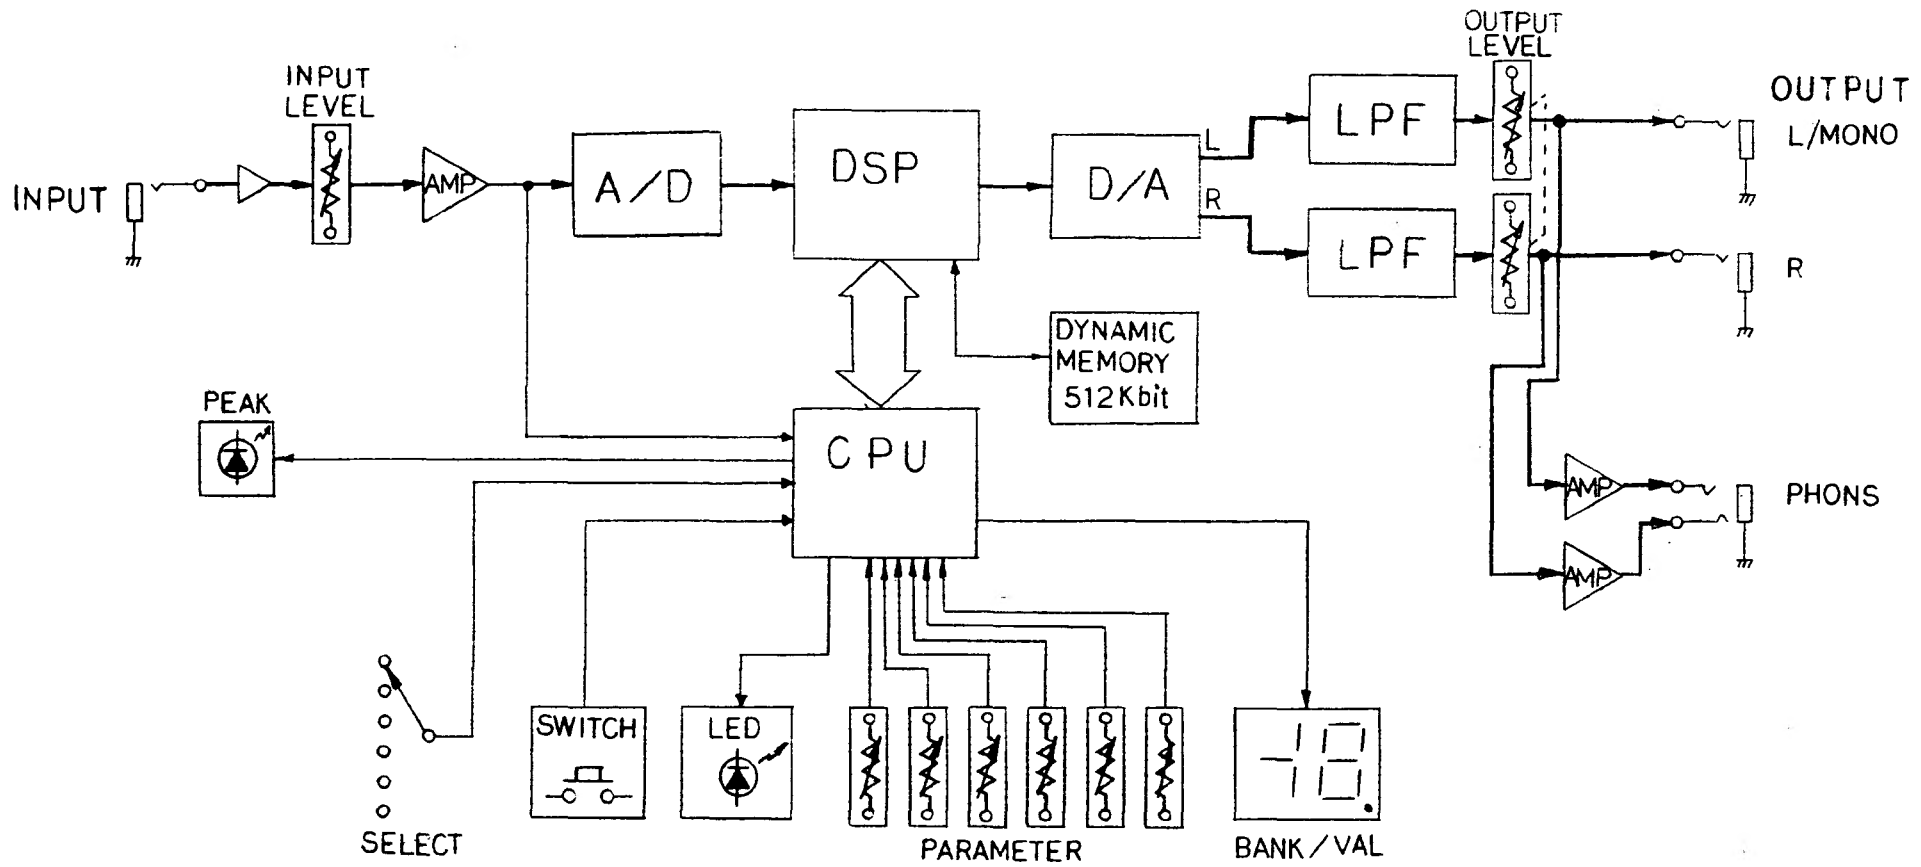 INPUT
INPUT
LEVEL
AMP
A/D
DSP
D/A
L
R
LPF
LPF
OUTPUT
LEVEL
OUTPUT
L/MONO
R
DYNAMIC
MEMORY
512Kbit
PEAK
CPU
AMP
AMP
PHONS
SELECT
SWITCH
LED
PARAMETER
-18.
BANK/VAL